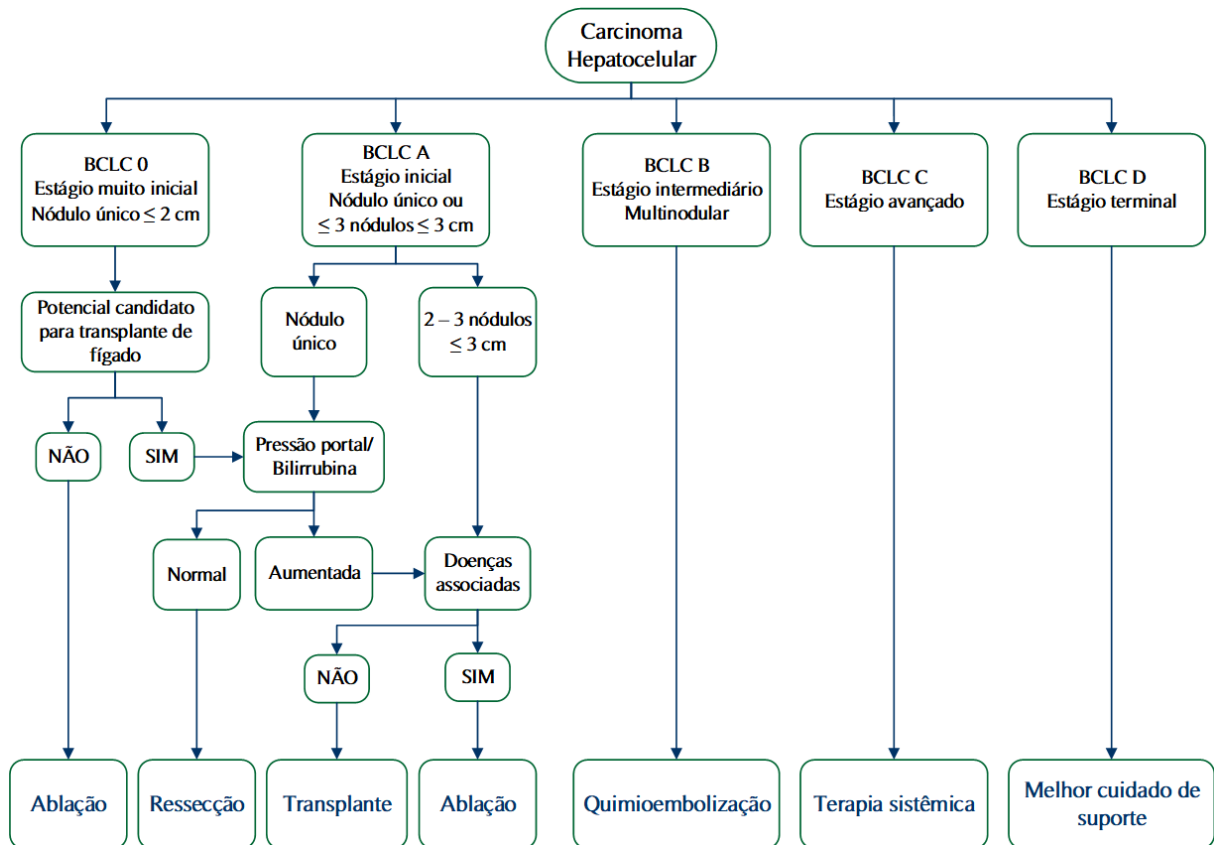 Carcinoma
Hepatocelular
BCLC 0
Estágio muito inicial
Nódulo único ≤ 2 cm
BCLC A
Estágio inicial
Nódulo único ou
≤ 3 nódulos ≤ 3 cm
BCLC B
Estágio intermediário
Multinodular
BCLC C
Estágio avançado
BCLC D
Estágio terminal
Potencial candidato
para transplante de
fígado
Nódulo
único
2 – 3 nódulos
≤ 3 cm
NÃO
SIM
Pressão portal/
Bilirrubina
Normal
Aumentada
Doenças
associadas
NÃO
SIM
Ablação
Ressecção
Transplante
Ablação
Quimioembolização
Terapia sistêmica
Melhor cuidado de
suporte